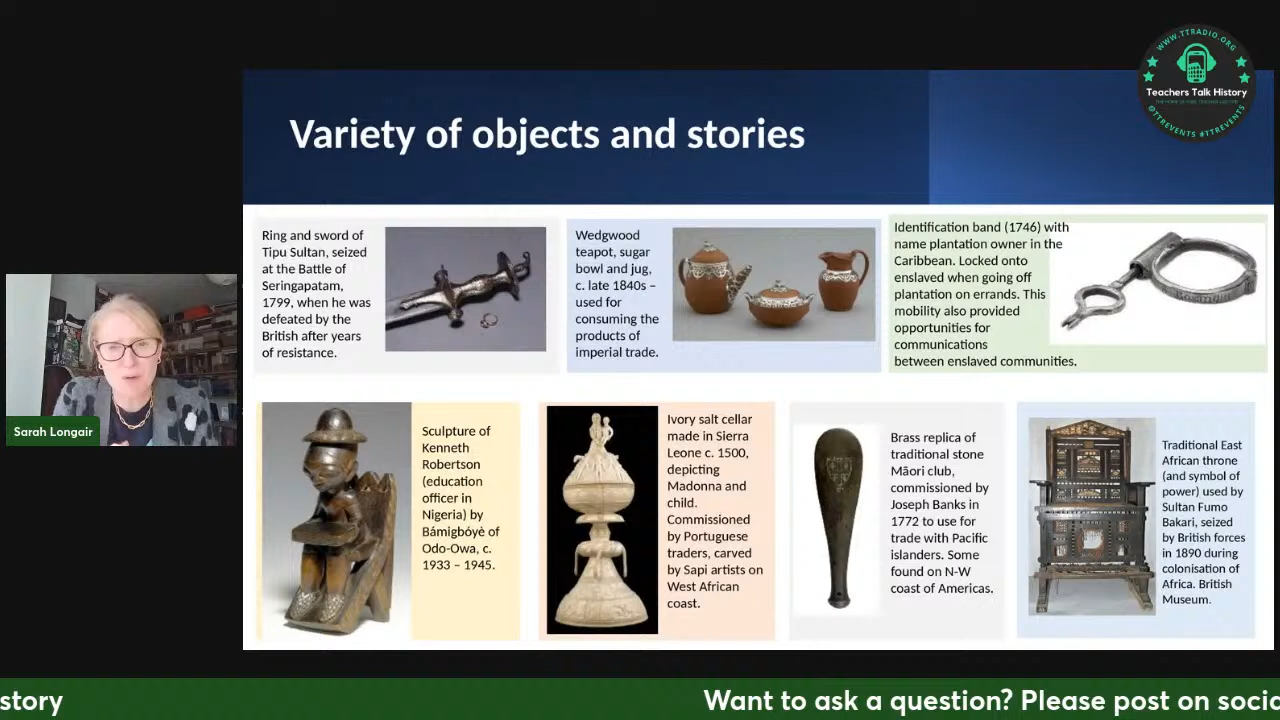 WWW.TTRADIO.ORG
Teachers Talk History
@TTREVENTS #TTREVENTS
Variety of objects and stories
Ring and sword of
Tipu Sultan, seized
at the Battle of
Seringapatam,
1799, when he was
defeated by the
British after years
of resistance.
Wedgwood
teapot, sugar
bowl and jug,
c. late 1840s –
used for
consuming the
products of
imperial trade.
Identification band (1746) with
name plantation owner in the
Caribbean. Locked onto
enslaved when going off
plantation on errands. This
mobility also provided
opportunities for
communications
between enslaved communities.
Sarah Longair
Sculpture of
Kenneth
Robertson
(education
officer in
Nigeria) by
Bámigbóyè of
Odo-Owa, c.
1933 – 1945.
Ivory salt cellar
made in Sierra
Leone c. 1500,
depicting
Madonna and
child.
Commissioned
by Portuguese
traders, carved
by Sapi artists on
West African
coast.
Brass replica of
traditional stone
Māori club,
commissioned by
Joseph Banks in
1772 to use for
trade with Pacific
islanders. Some
found on N-W
coast of Americas.
Traditional East
African throne
(and symbol of
power) used by
Sultan Fumo
Bakari, seized
by British forces
in 1890 during
colonisation of
Africa. British
Museum.
story
Want to ask a question? Please post on socia